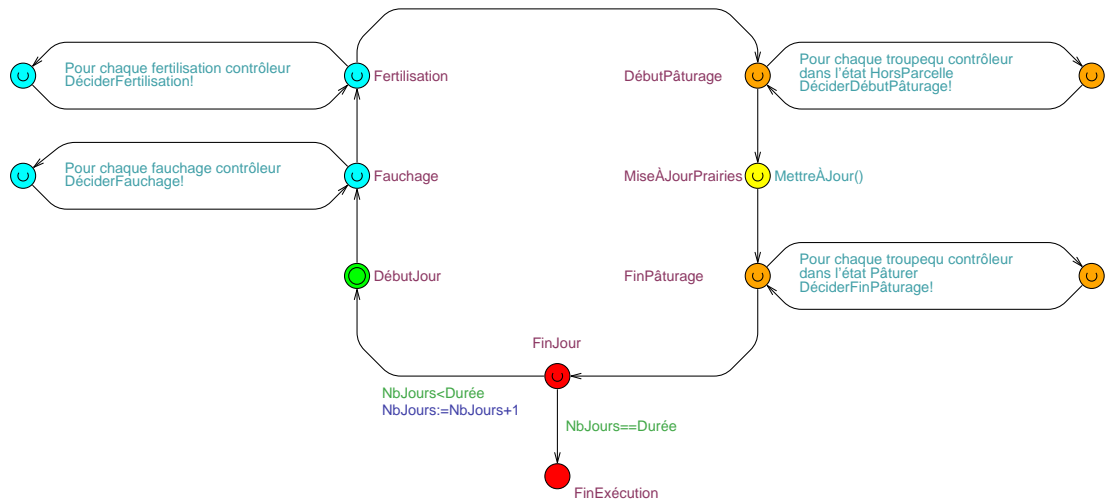 Pour chaque fertilisation contrôleur
DéciderFertilisation!
Fertilisation
DébutPâturage
Pour chaque troupequ contrôleur
dans l'état HorsParcelle
DéciderDébutPâturage!
Pour chaque fauchage contrôleur
DéciderFauchage!
Fauchage
MiseÀJourPrairies
MettreÀJour()
DébutJour
FinPâturage
Pour chaque troupequ contrôleur
dans l'état Pâturer
DéciderFinPâturage!
FinJour
NbJours<Durée
NbJours:=NbJours+1
NbJours==Durée
FinExécution